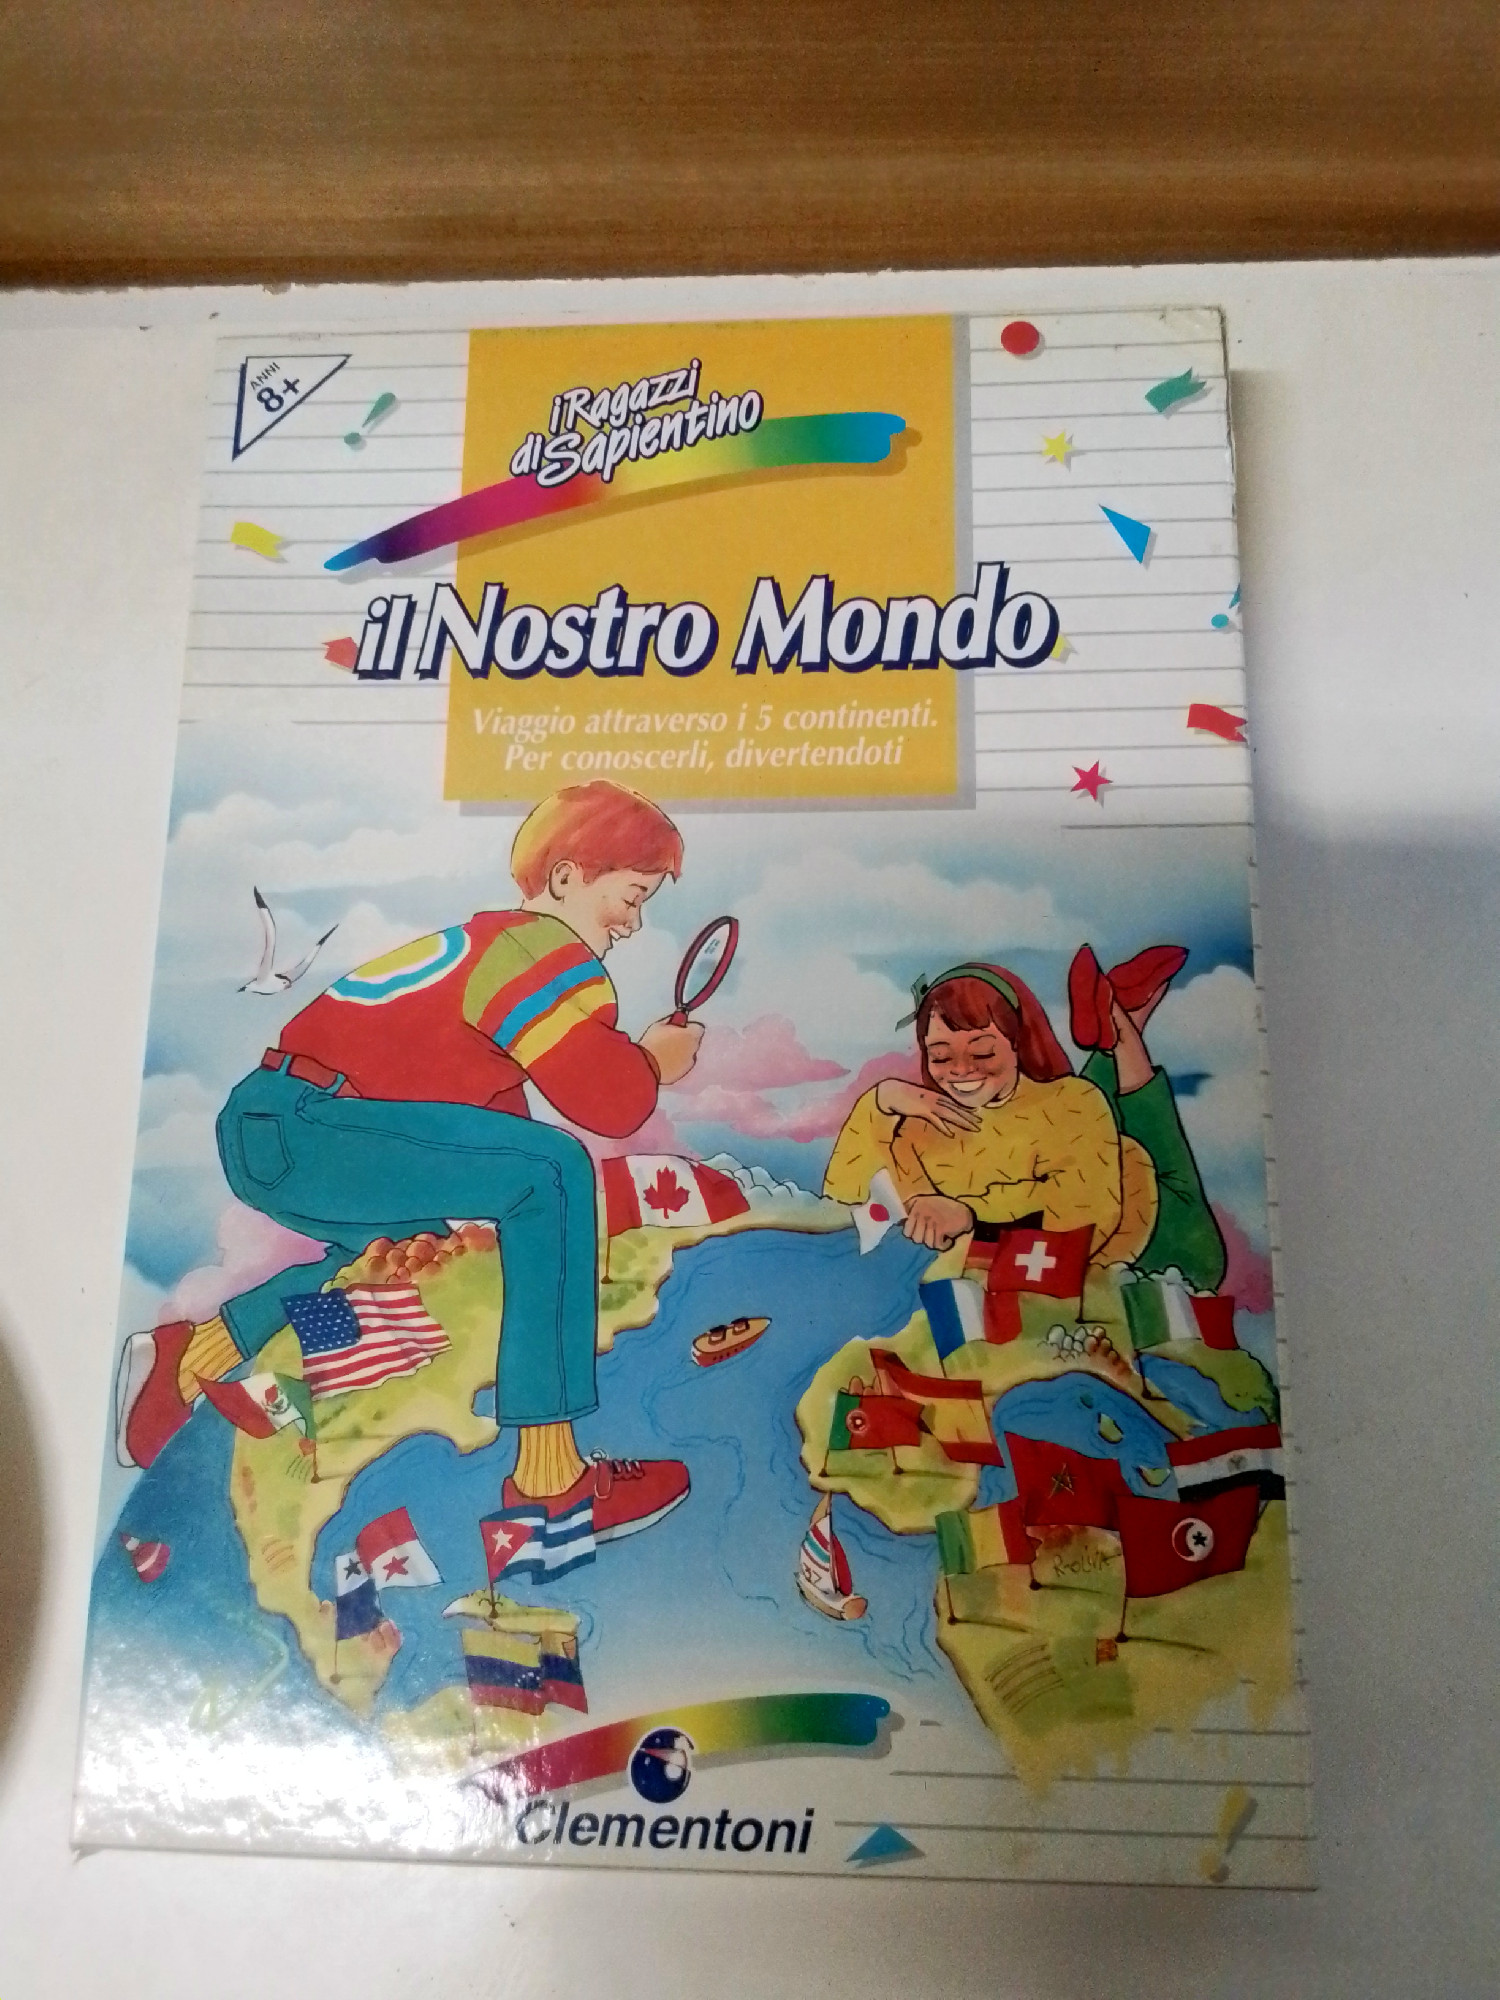 ANNI
8+
i Ragazzi
di Sapientino
il Nostro Mondo
Viaggio attraverso i 5 continenti.
Per conoscerli, divertendoti
Clementoni